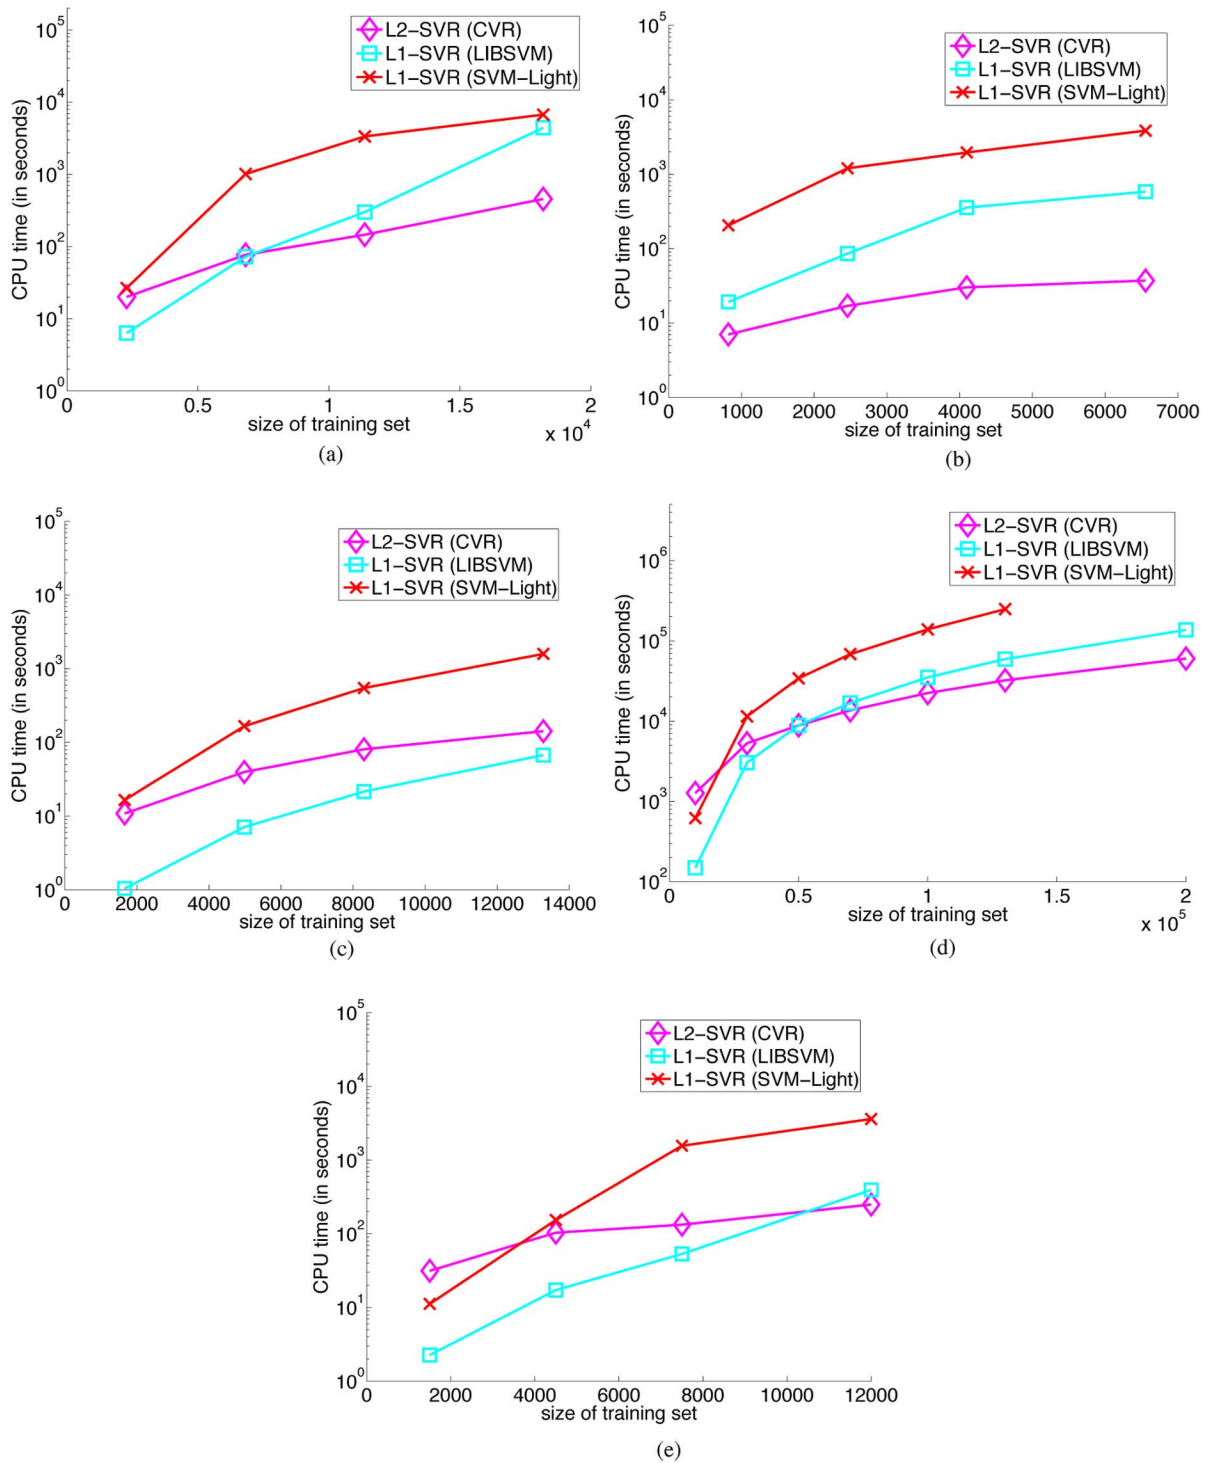 L2−SVR (CVR)
L1−SVR (LIBSVM)
L1−SVR (SVM−Light)
CPU time (in seconds)
10^5
10^4
10^3
10^2
10^1
10^0
0 0.5 1 1.5 2
x 10^4
size of training set
(a)
L2−SVR (CVR)
L1−SVR (LIBSVM)
L1−SVR (SVM−Light)
CPU time (in seconds)
10^5
10^4
10^3
10^2
10^1
10^0
0 1000 2000 3000 4000 5000 6000 7000
size of training set
(b)
L2−SVR (CVR)
L1−SVR (LIBSVM)
L1−SVR (SVM−Light)
CPU time (in seconds)
10^5
10^4
10^3
10^2
10^1
10^0
0 2000 4000 6000 8000 10000 12000 14000
size of training set
(c)
L2−SVR (CVR)
L1−SVR (LIBSVM)
L1−SVR (SVM−Light)
CPU time (in seconds)
10^6
10^5
10^4
10^3
10^2
0 0.5 1 1.5 2
x 10^5
size of training set
(d)
L2−SVR (CVR)
L1−SVR (LIBSVM)
L1−SVR (SVM−Light)
CPU time (in seconds)
10^5
10^4
10^3
10^2
10^1
10^0
0 2000 4000 6000 8000 10000 12000
size of training set
(e)